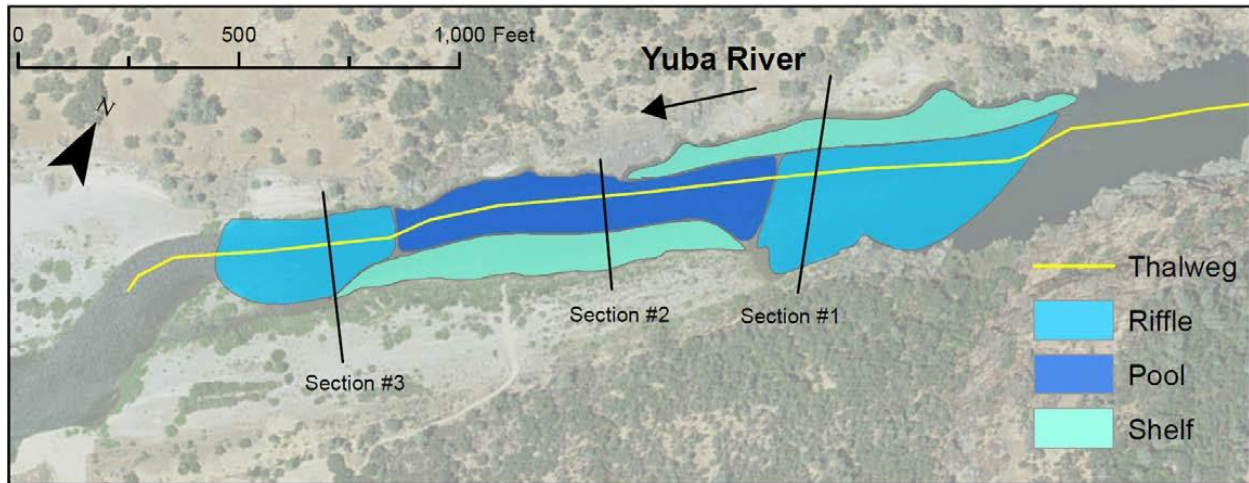 0 500 1,000 Feet
Yuba River
N
Section #2
Section #1
Section #3
Thalweg
Riffle
Pool
Shelf